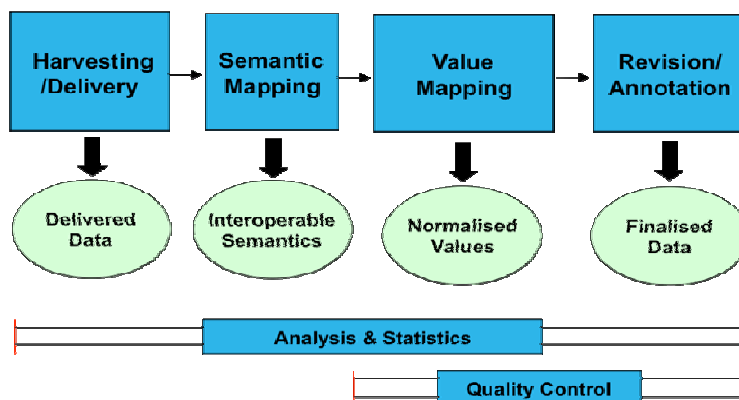 Harvesting
/Delivery
Semantic
Mapping
Value
Mapping
Revision/
Annotation
Delivered
Data
Interoperable
Semantics
Normalised
Values
Finalised
Data
Analysis & Statistics
Quality Control